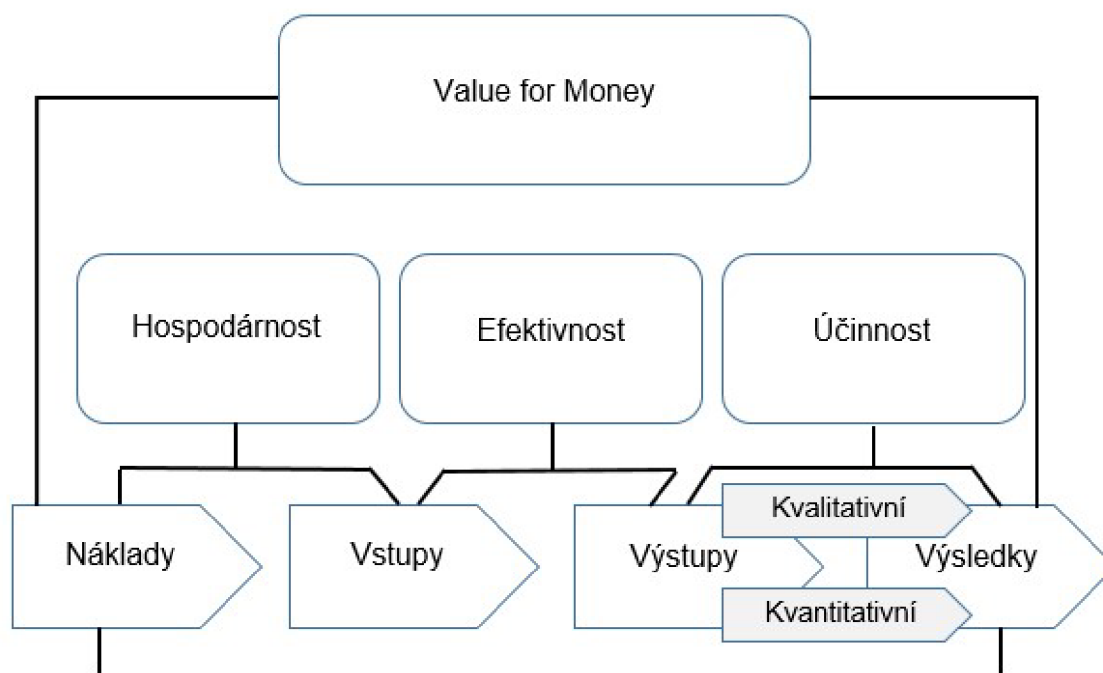 Value for Money
Hospodárnost
Efektivnost
Účinnost
Kvalitativní
Náklady
Vstupy
Výstupy
Výsledky
Kvantitativní